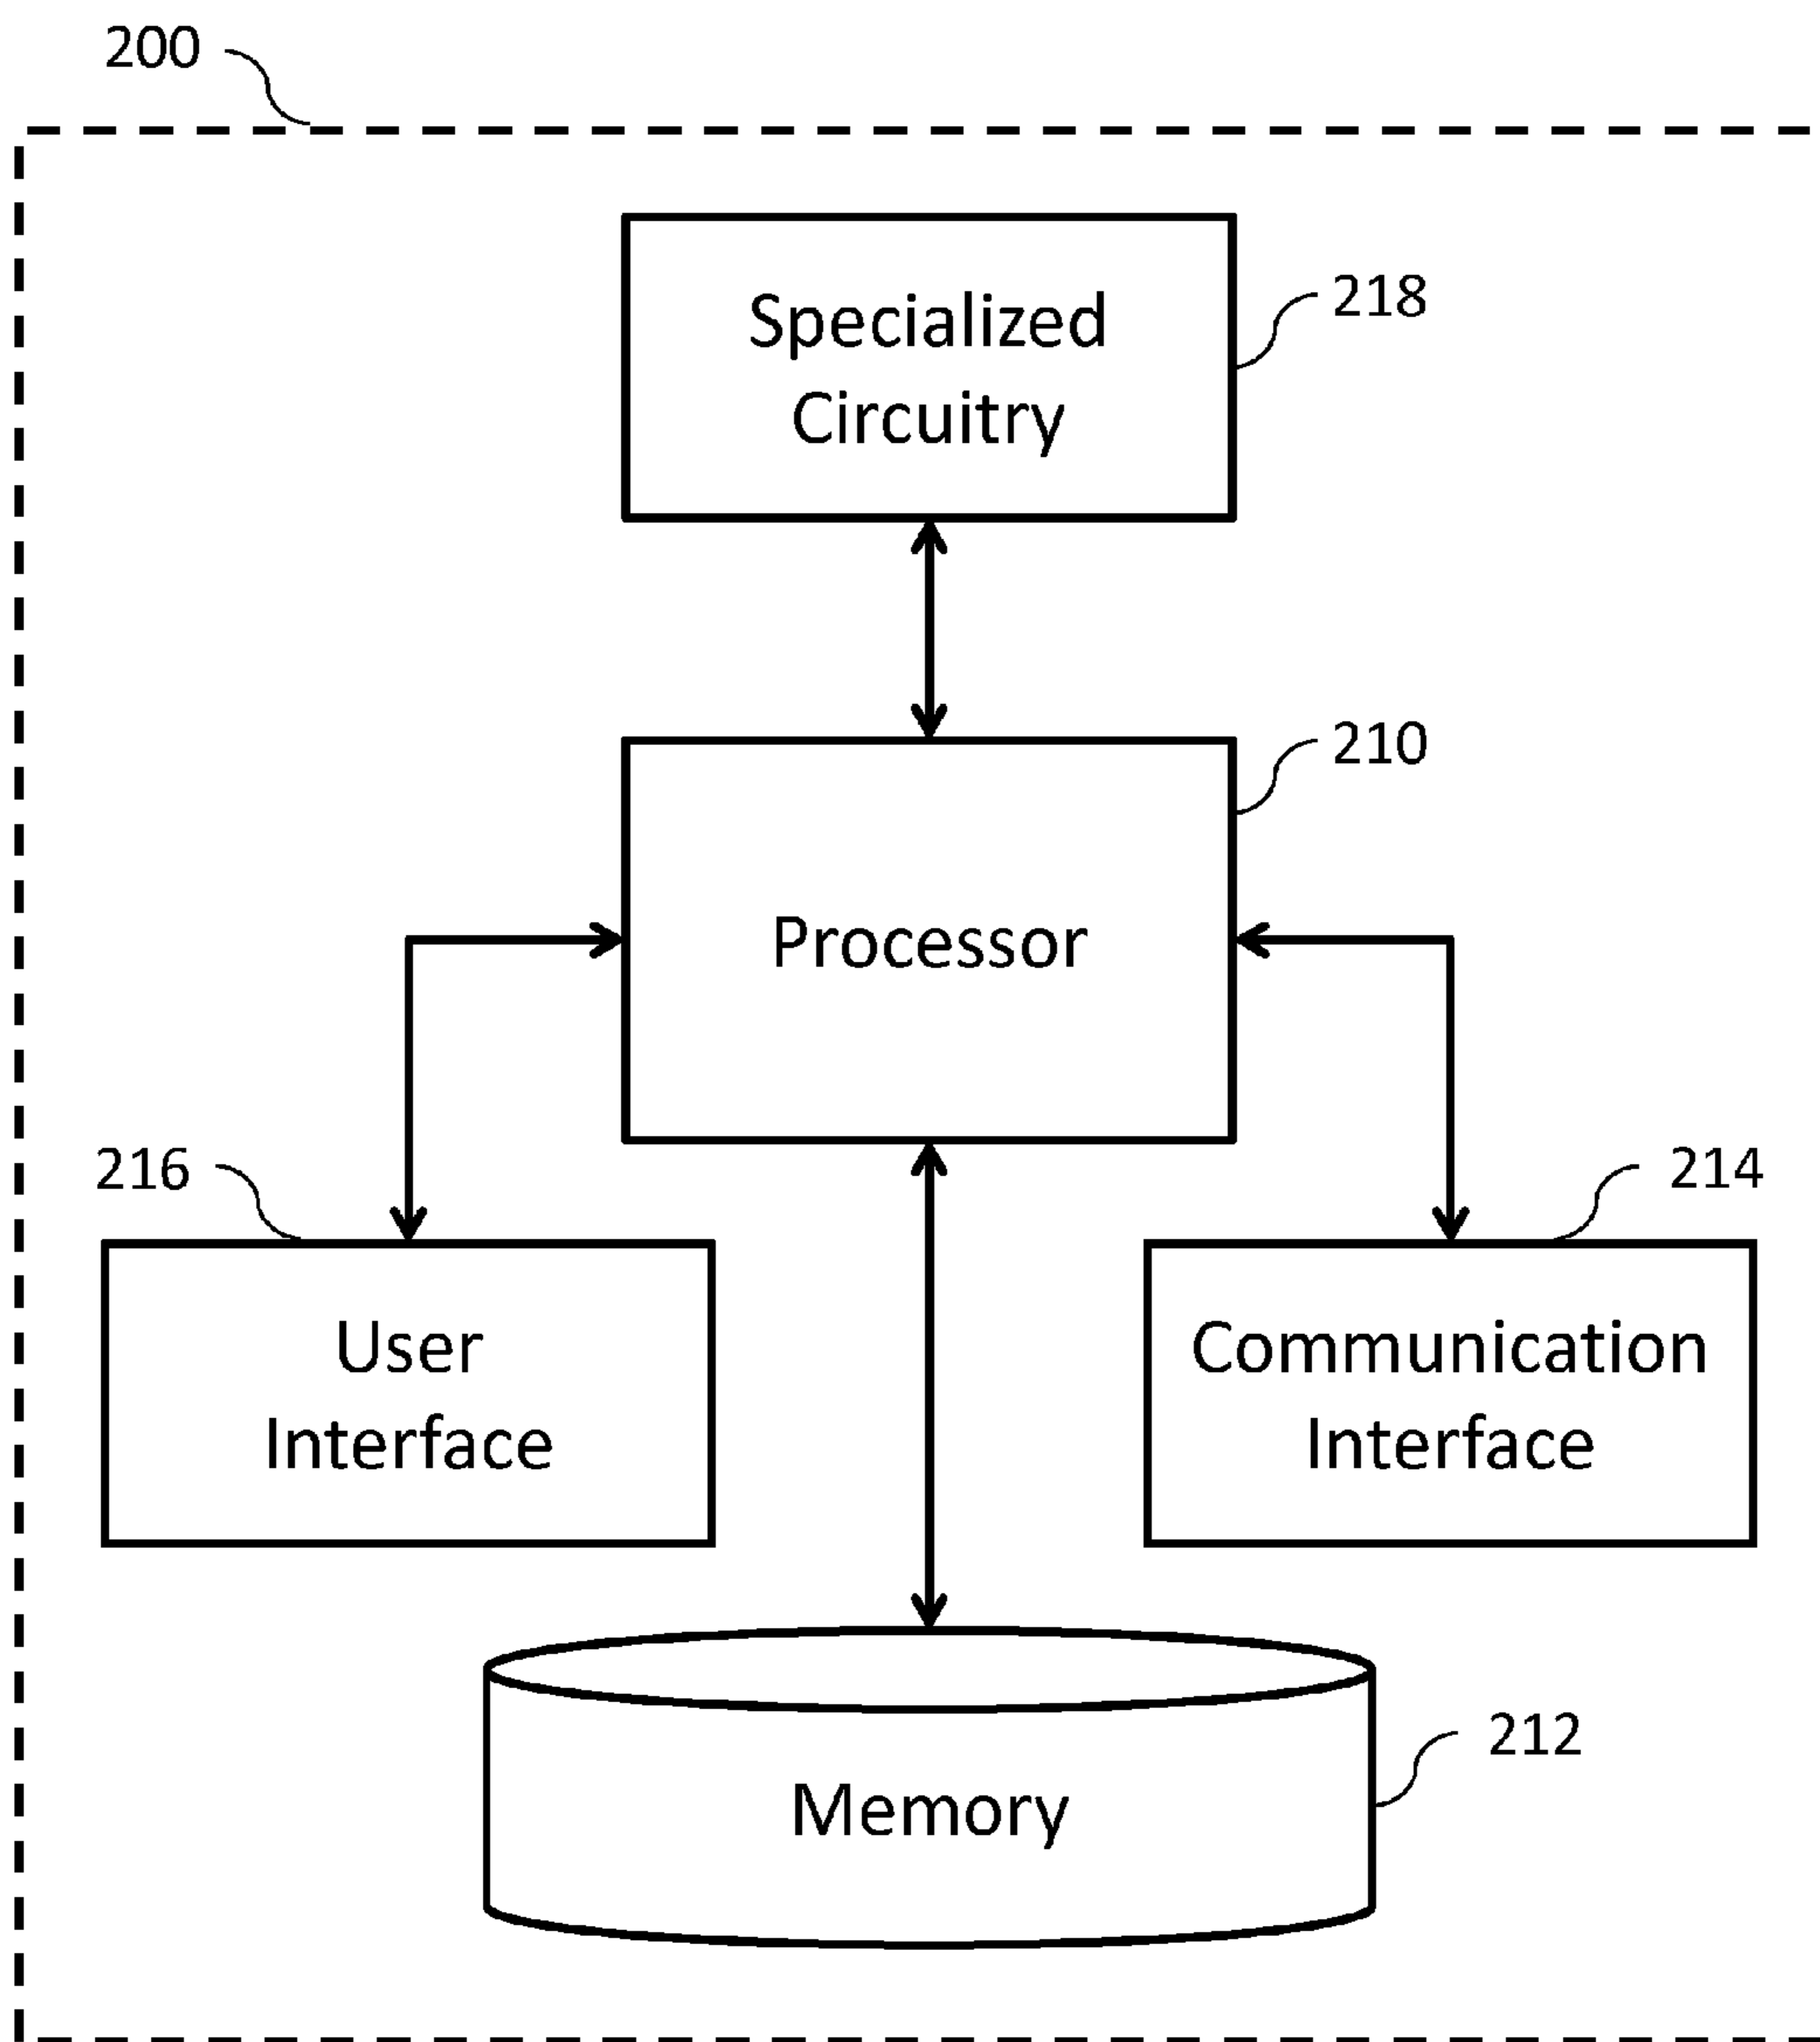 200
Specialized
Circuitry
218
210
Processor
216
214
User
Interface
Communication
Interface
212
Memory